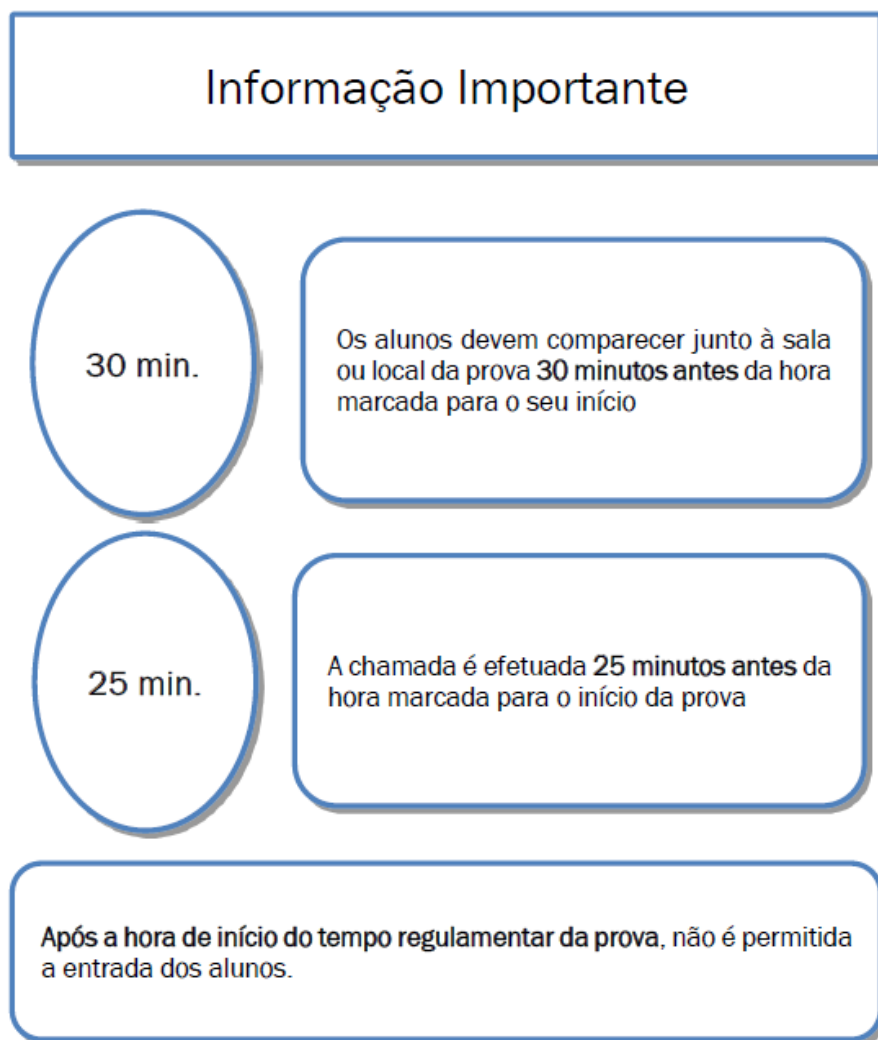 Informação Importante
30 min.
Os alunos devem comparecer junto à sala
ou local da prova 30 minutos antes da hora
marcada para o seu início
25 min.
A chamada é efetuada 25 minutos antes da
hora marcada para o início da prova
Após a hora de início do tempo regulamentar da prova, não é permitida
a entrada dos alunos.